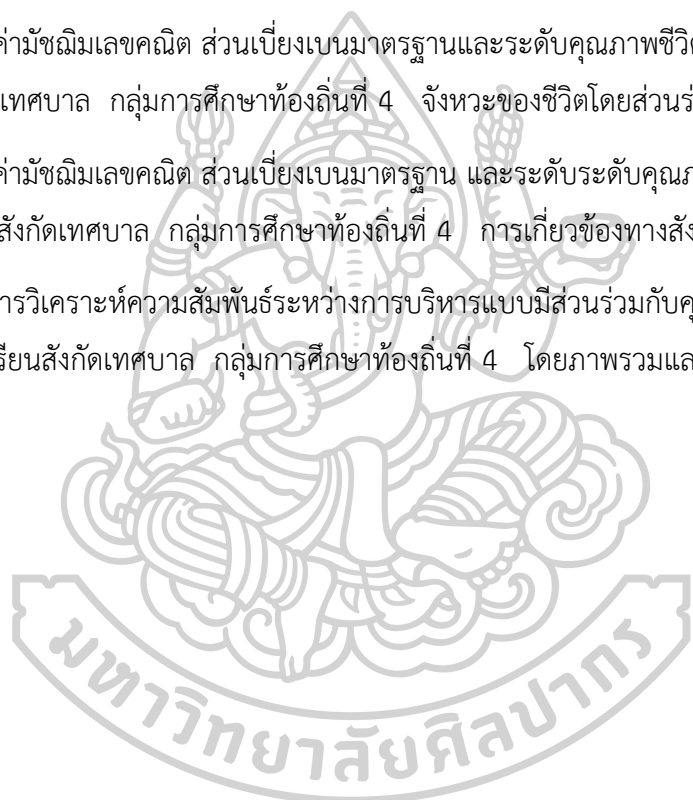 ค่ามัชฌิมเลขคณิต ส่วนเบี่ยงเบนมาตรฐานและระดับคุณภาพชีวิต
เทศบาล กลุ่มการศึกษาท้องถิ่นที่ 4 จังหวะของชีวิตโดยส่วนร
ค่ามัชฌิมเลขคณิต ส่วนเบี่ยงเบนมาตรฐาน และระดับระดับคุณภ
สังกัดเทศบาล กลุ่มการศึกษาท้องถิ่นที่ 4 การเกี่ยวข้องทางสัง
การวิเคราะห์ความสัมพันธ์ระหว่างการบริหารแบบมีส่วนร่วมกับคุ
รียนสังกัดเทศบาล กลุ่มการศึกษาท้องถิ่นที่ 4 โดยภาพรวมแล
มหาวิทยาลัยศิลปากร